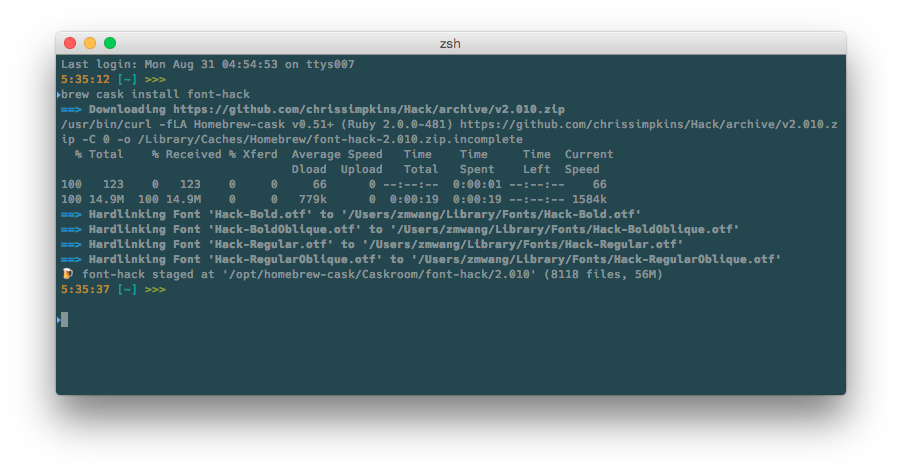 zsh
Last login: Mon Aug 31 04:54:53 on ttys007
5:35:12 [~] >>>
brew cask install font-hack
==> Downloading https://github.com/chrissimpkins/Hack/archive/v2.010.zip
/usr/bin/curl -fLA Homebrew-cask v0.51+ (Ruby 2.0.0-481) https://github.com/chrissimpkins/Hack/archive/v2.010.z
ip -C 0 -o /Library/Caches/Homebrew/font-hack-2.010.zip.incomplete
  % Total    % Received % Xferd  Average Speed   Time    Time     Time  Current
                                 Dload  Upload   Total   Spent    Left  Speed
100   123    0   123    0     0     66      0 --:--:--  0:00:01 --:--:--    66
100 14.9M  100 14.9M    0     0   779k      0  0:00:19  0:00:19 --:--:-- 1584k
==> Hardlinking Font 'Hack-Bold.otf' to '/Users/zmwang/Library/Fonts/Hack-Bold.otf'
==> Hardlinking Font 'Hack-BoldOblique.otf' to '/Users/zmwang/Library/Fonts/Hack-BoldOblique.otf'
==> Hardlinking Font 'Hack-Regular.otf' to '/Users/zmwang/Library/Fonts/Hack-Regular.otf'
==> Hardlinking Font 'Hack-RegularOblique.otf' to '/Users/zmwang/Library/Fonts/Hack-RegularOblique.otf'
🍺 font-hack staged at '/opt/homebrew-cask/Caskroom/font-hack/2.010' (8118 files, 56M)
5:35:37 [~] >>>